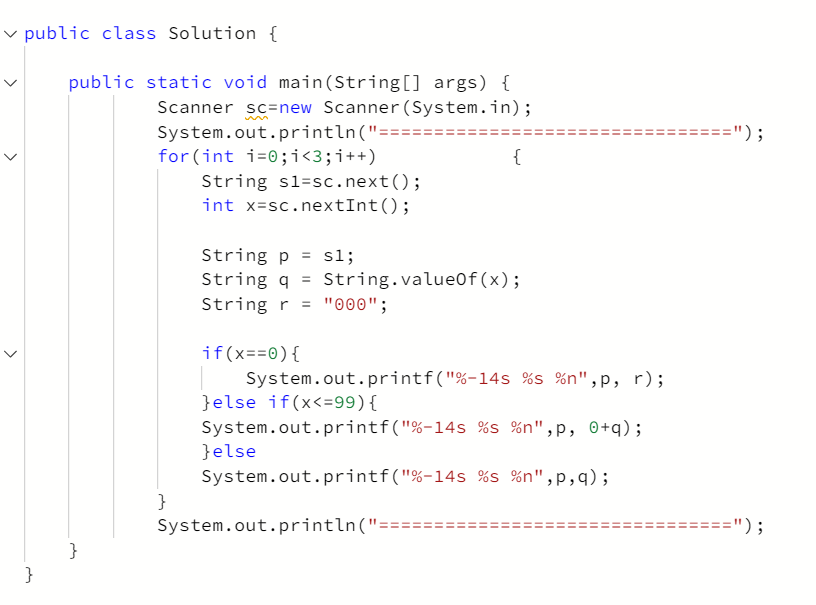 public class Solution {
public static void main(String[] args) {
Scanner sc=new Scanner(System.in);
System.out.println("================================");
for(int i=0;i<3;i++) {
String s1=sc.next();
int x=sc.nextInt();
String p = s1;
String q = String.valueOf(x);
String r = "000";
if(x==0){
System.out.printf("%-14s %s %n",p, r);
}else if(x<=99){
System.out.printf("%-14s %s %n",p, 0+q);
}else
System.out.printf("%-14s %s %n",p,q);
}
System.out.println("================================");
}
}